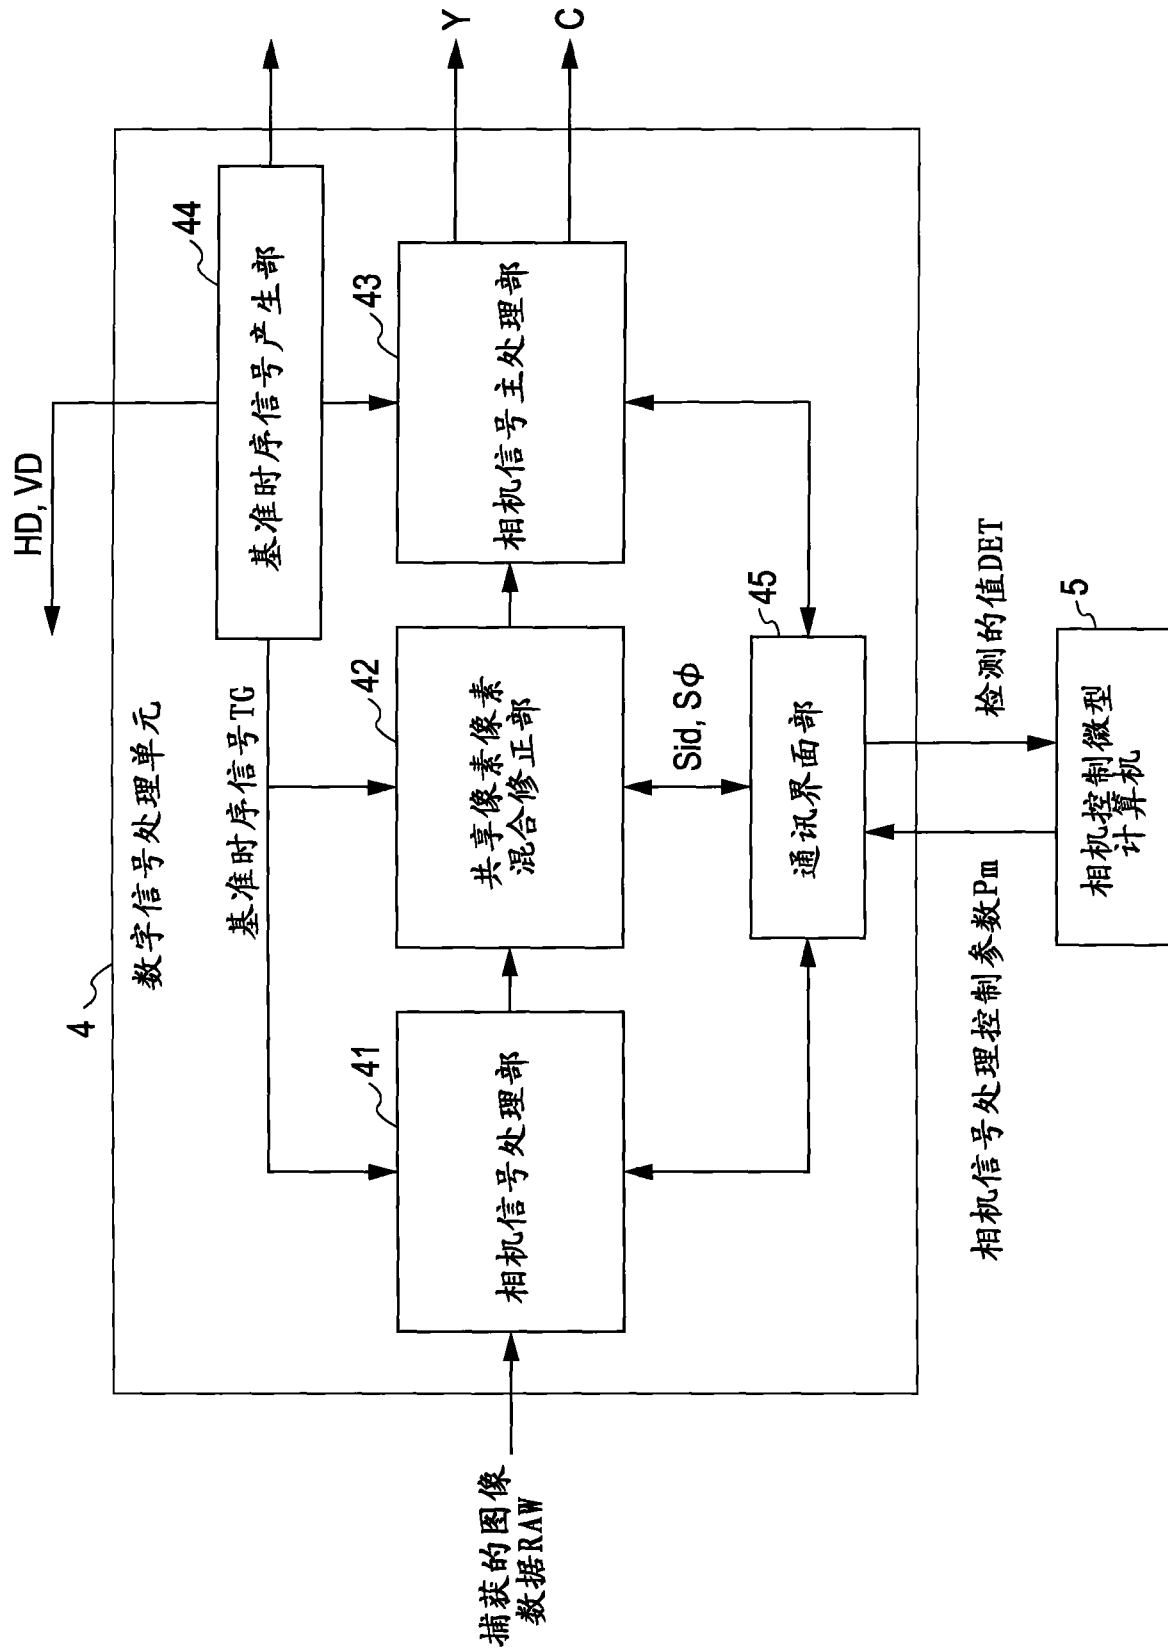 HD, VD
4
数字信号处理单元
基准时序信号TG
44
基准时序信号产生部
41
相机信号处理部
42
共享像素像素
混合修正部
43
相机信号主处理部
Y
C
捕获的图像
数据RAW
Sid, Sϕ
45
通讯界面部
相机信号处理控制参数Pm
检测的值DET
5
相机控制微型
计算机